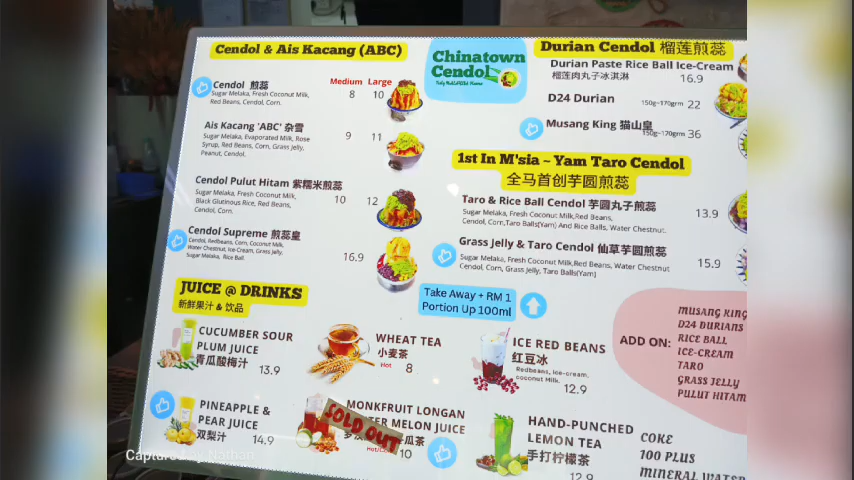 Cendol & Ais Kacang (ABC)
Medium Large
Cendol 煎蕊
8 10
Sugar Melaka, Fresh Coconut Milk,
Red Beans, Cerdol, Corn.
Ais Kacang 'ABC' 杂雪
9 11
Sugar Melaka, Evaporated Milk, Rose
Syrup, Red Beans, Corn, Grass Jelly,
Peanut, Cendol.
Cendol Pulut Hitam 紫糯米煎蕊
10 12
Sugar Melaka, Fresh Coconut Milk,
Black Glutinous Rice, Red Beans,
Cendol, Corn.
Cendol Supreme 煎蕊皇
Cendol, Redbeans, Corn, Coconut Milk,
Water Chestnut, Ice-Cream, Grass Jelly,
Sugar Melaka, Rice Ball.
16.9
Chinatown
Cendol
Durian Cendol 榴莲煎蕊
Durian Paste Rice Ball Ice-Cream
榴莲肉丸子冰淇淋
16.9
D24 Durian 150g~170grm 22
Musang King 猫山皇
150g~170grm 36
1st In M'sia ~ Yam Taro Cendol
全马首创芋圆煎蕊
Taro & Rice Ball Cendol 芋圆丸子煎蕊
Sugar Melaka, Fresh Coconut Milk,Red Beans,
Cendol, Corn,Taro Balls(Yam) And Rice Balls, Water Chestnut.
13.9
Grass Jelly & Taro Cendol 仙草芋圆煎蕊
Sugar Melaka, Fresh Coconut Milk,Red Beans, Water Chestnut
Cendol, Corn, Grass Jelly, Taro Balls(Yam)
15.9
Take Away + RM 1
Portion Up 100ml
JUICE @ DRINKS
新鲜果汁 & 饮品
CUCUMBER SOUR
PLUM JUICE
青瓜酸梅汁
13.9
WHEAT TEA
小麦茶
Hot 8
ICE RED BEANS
红豆冰
Redbeans, Ice-cream,
coconut Milk.
12.9
ADD ON:
MUSANG KING
D24 DURIANS
RICE BALL
ICE-CREAM
TARO
GRASS JELLY
PULUT HITAM
PINEAPPLE &
PEAR JUICE
双梨汁
14.9
MONKFRUIT LONGAN
TER MELON JUICE
SOLD OUT
瓜茶
10
HAND-PUNCHED
LEMON TEA
手打柠檬茶
12.9
COKE
100 PLUS
MINERAL WATER
Captured by Nathan